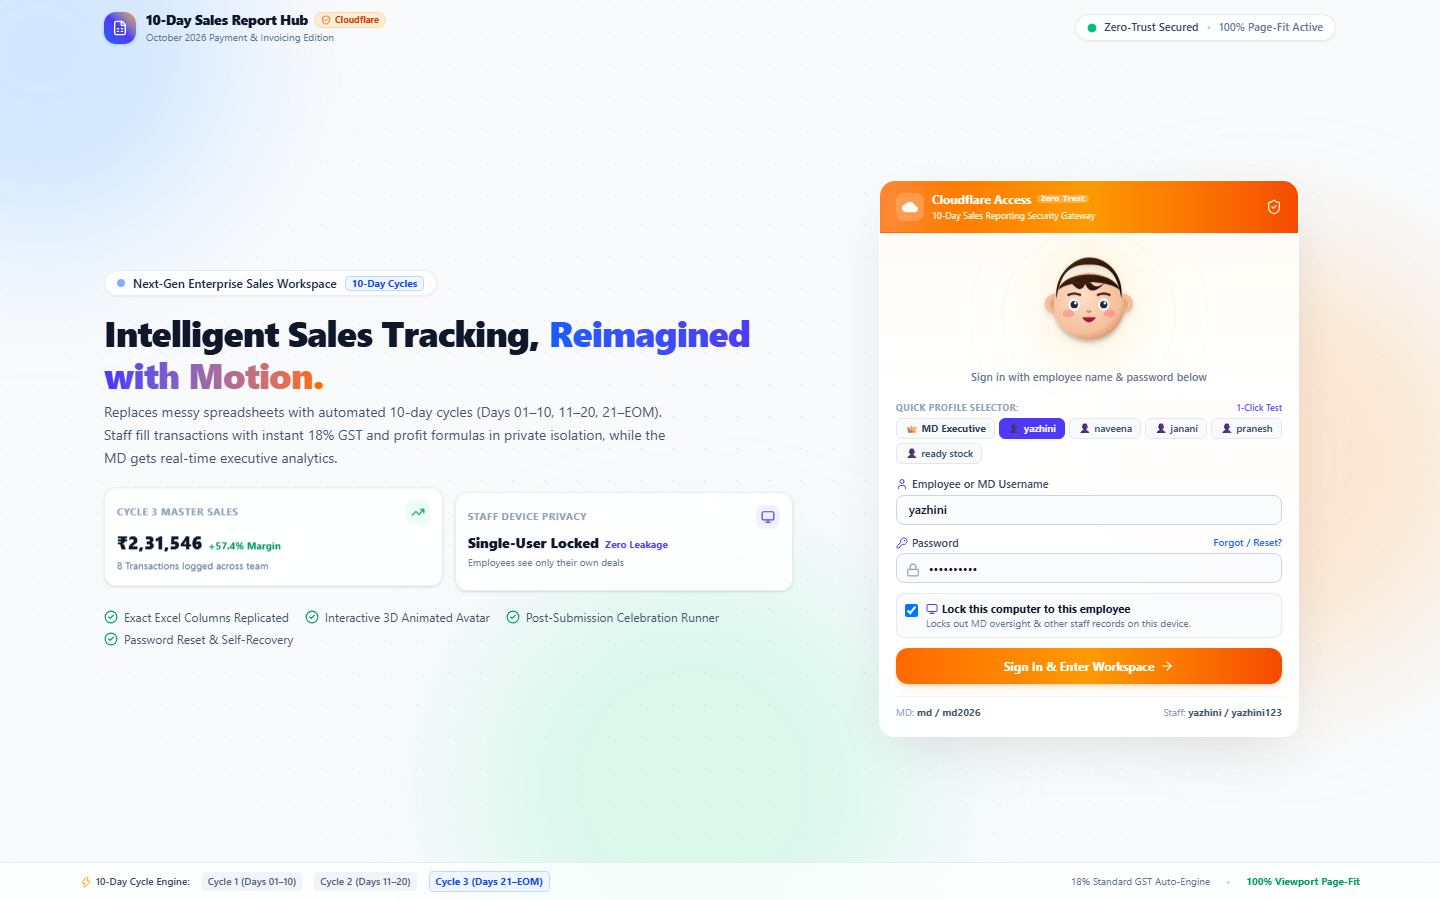 10-Day Sales Report Hub Cloudflare
October 2026 Payment & Invoicing Edition
Zero-Trust Secured • 100% Page-Fit Active
Next-Gen Enterprise Sales Workspace 10-Day Cycles
Intelligent Sales Tracking, Reimagined
with Motion.
Replaces messy spreadsheets with automated 10-day cycles (Days 01–10, 11–20, 21–EOM).
Staff fill transactions with instant 18% GST and profit formulas in private isolation, while the
MD gets real-time executive analytics.
CYCLE 3 MASTER SALES
₹2,31,546 +57.4% Margin
8 Transactions logged across team
STAFF DEVICE PRIVACY
Single-User Locked Zero Leakage
Employees see only their own deals
Exact Excel Columns Replicated Interactive 3D Animated Avatar Post-Submission Celebration Runner
Password Reset & Self-Recovery
Cloudflare Access Zero Trust
10-Day Sales Reporting Security Gateway
Sign in with employee name & password below
QUICK PROFILE SELECTOR: 1-Click Test
MD Executive yazhini naveena janani pranesh
ready stock
Employee or MD Username
yazhini
Password Forgot / Reset?
••••••••••
Lock this computer to this employee
Locks out MD oversight & other staff records on this device.
Sign In & Enter Workspace →
MD: md / md2026 Staff: yazhini / yazhini123
10-Day Cycle Engine: Cycle 1 (Days 01–10) Cycle 2 (Days 11–20) Cycle 3 (Days 21–EOM)
18% Standard GST Auto-Engine • 100% Viewport Page-Fit